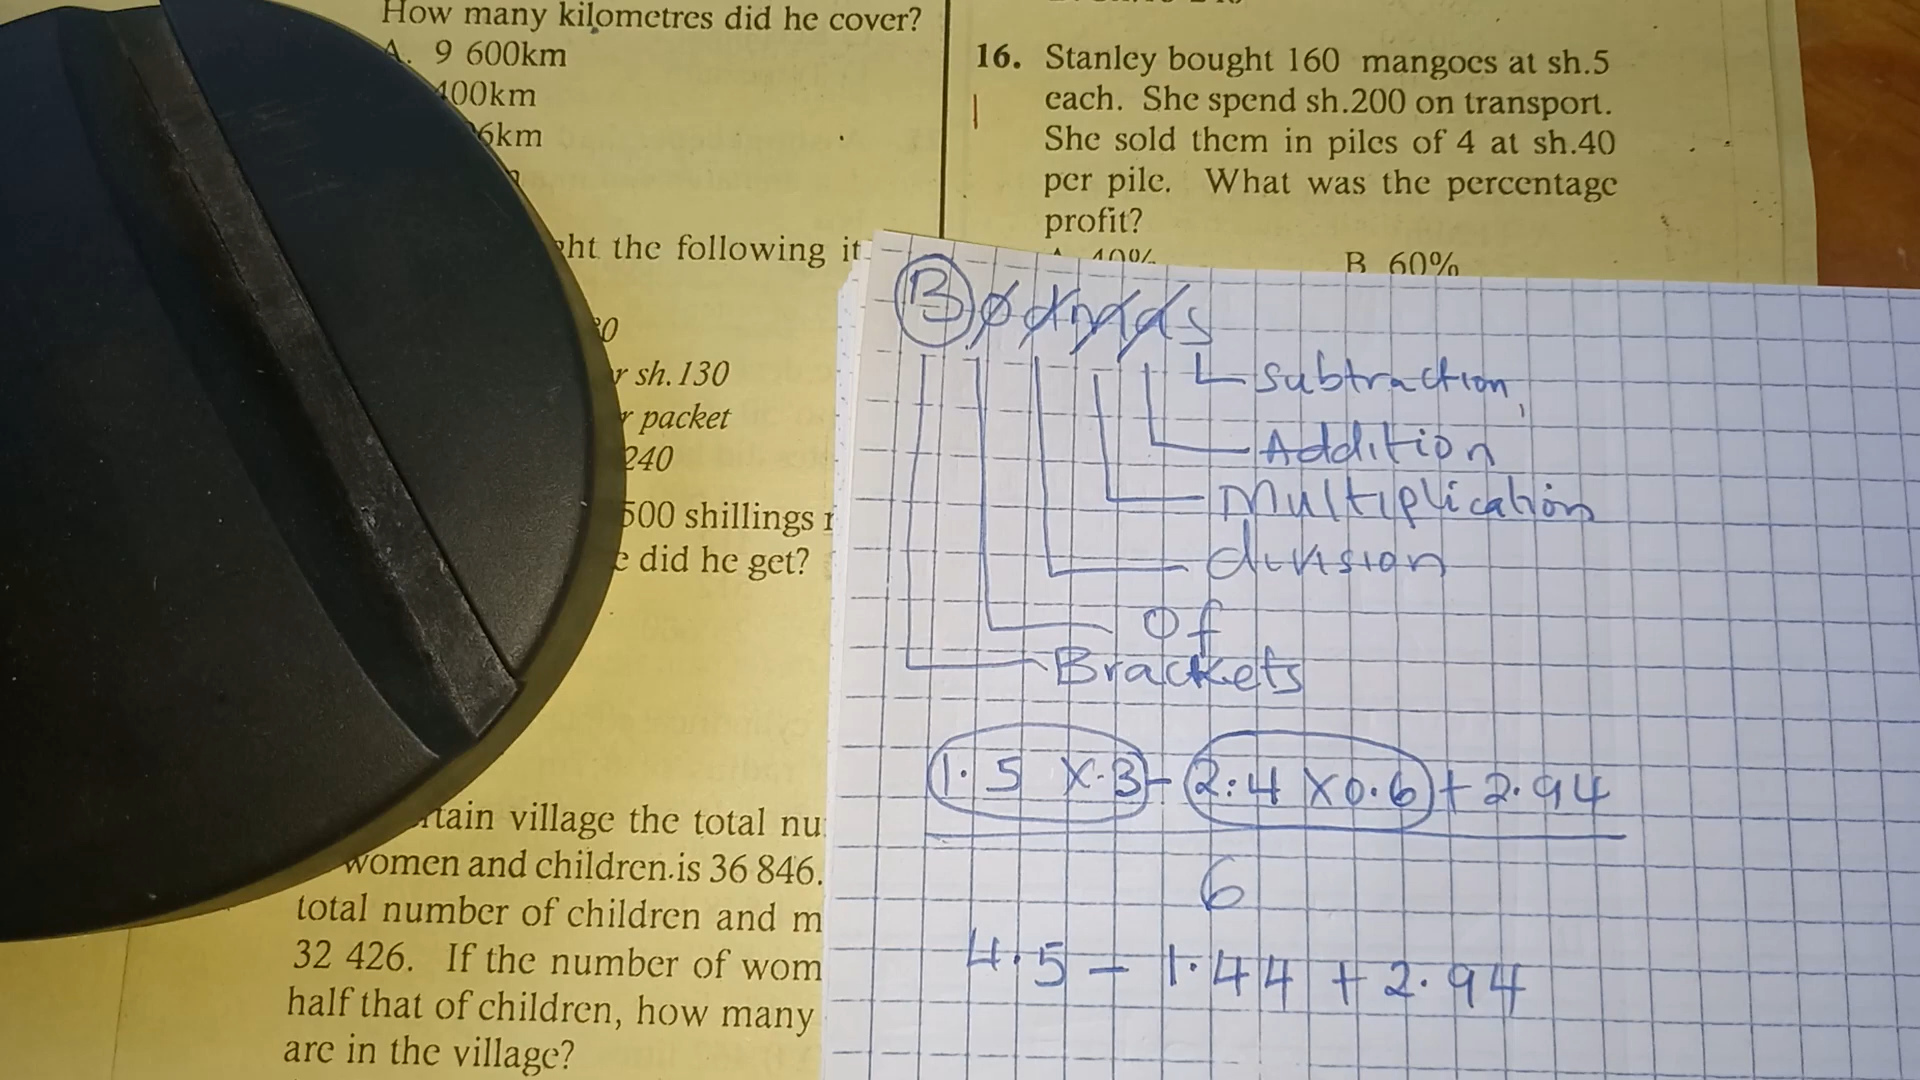 How many kilometres did he cover?
A. 9 600km
400km
6km
ht the following it
r sh.130
r packet
240
500 shillings
e did he get?
rtain village the total nu
women and children is 36 846.
total number of children and m
32 426. If the number of wom
half that of children, how many
are in the village?
16. Stanley bought 160 mangoes at sh.5
each. She spend sh.200 on transport.
She sold them in piles of 4 at sh.40
per pile. What was the percentage
profit?
40% B 60%
Bodmas
subtraction,
Addition
Multiplication
division
Of
Brackets
1.5 X.3 - 2.4 X0.6 + 2.94
6
4.5 - 1.44 + 2.94